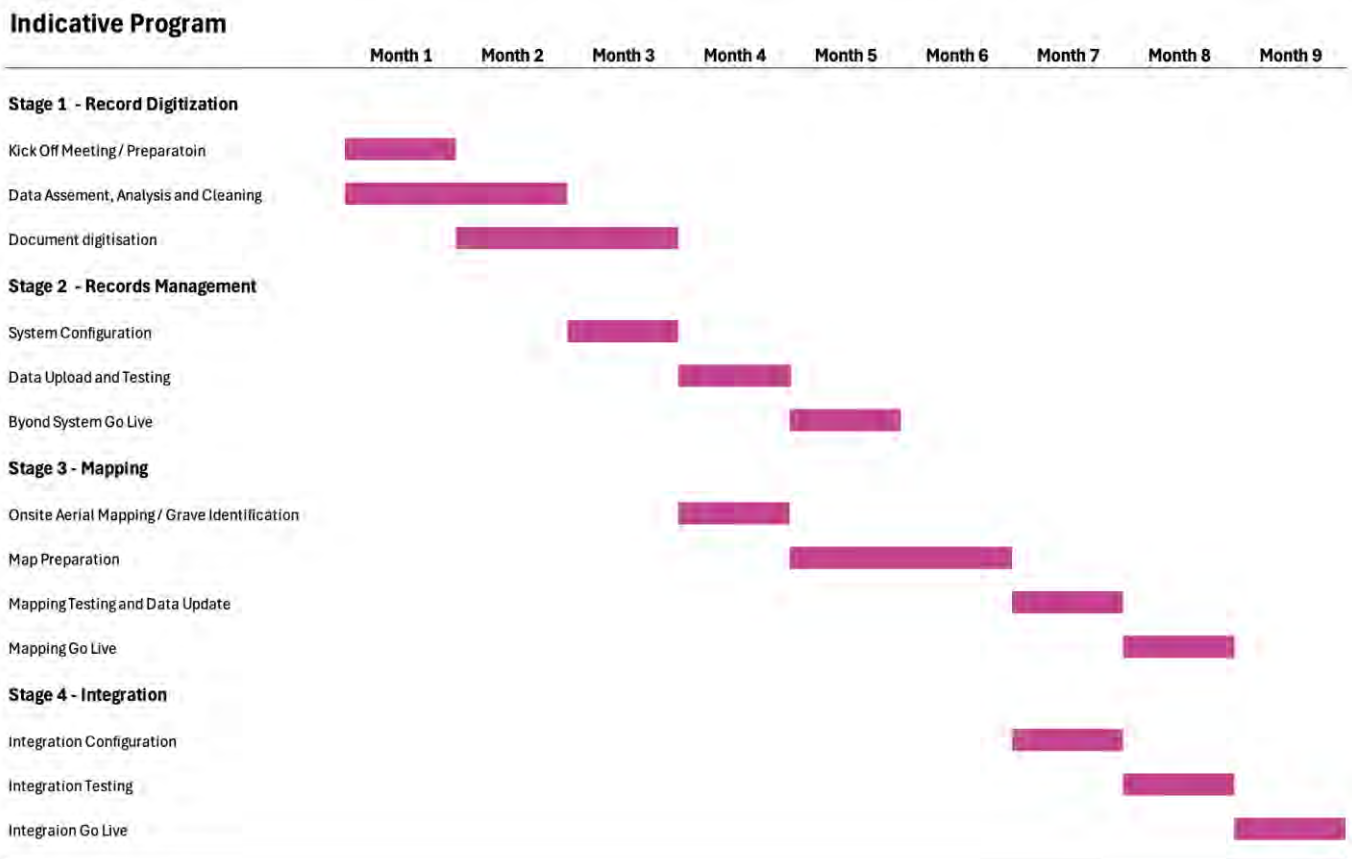 Indicative Program
Month 1 Month 2 Month 3 Month 4 Month 5 Month 6 Month 7 Month 8 Month 9
Stage 1 - Record Digitization
Kick Off Meeting / Preparatoin
Data Assement, Analysis and Cleaning
Document digitisation
Stage 2 - Records Management
System Configuration
Data Upload and Testing
Byond System Go Live
Stage 3 - Mapping
Onsite Aerial Mapping / Grave Identification
Map Preparation
Mapping Testing and Data Update
Mapping Go Live
Stage 4 - Integration
Integration Configuration
Integration Testing
Integraion Go Live